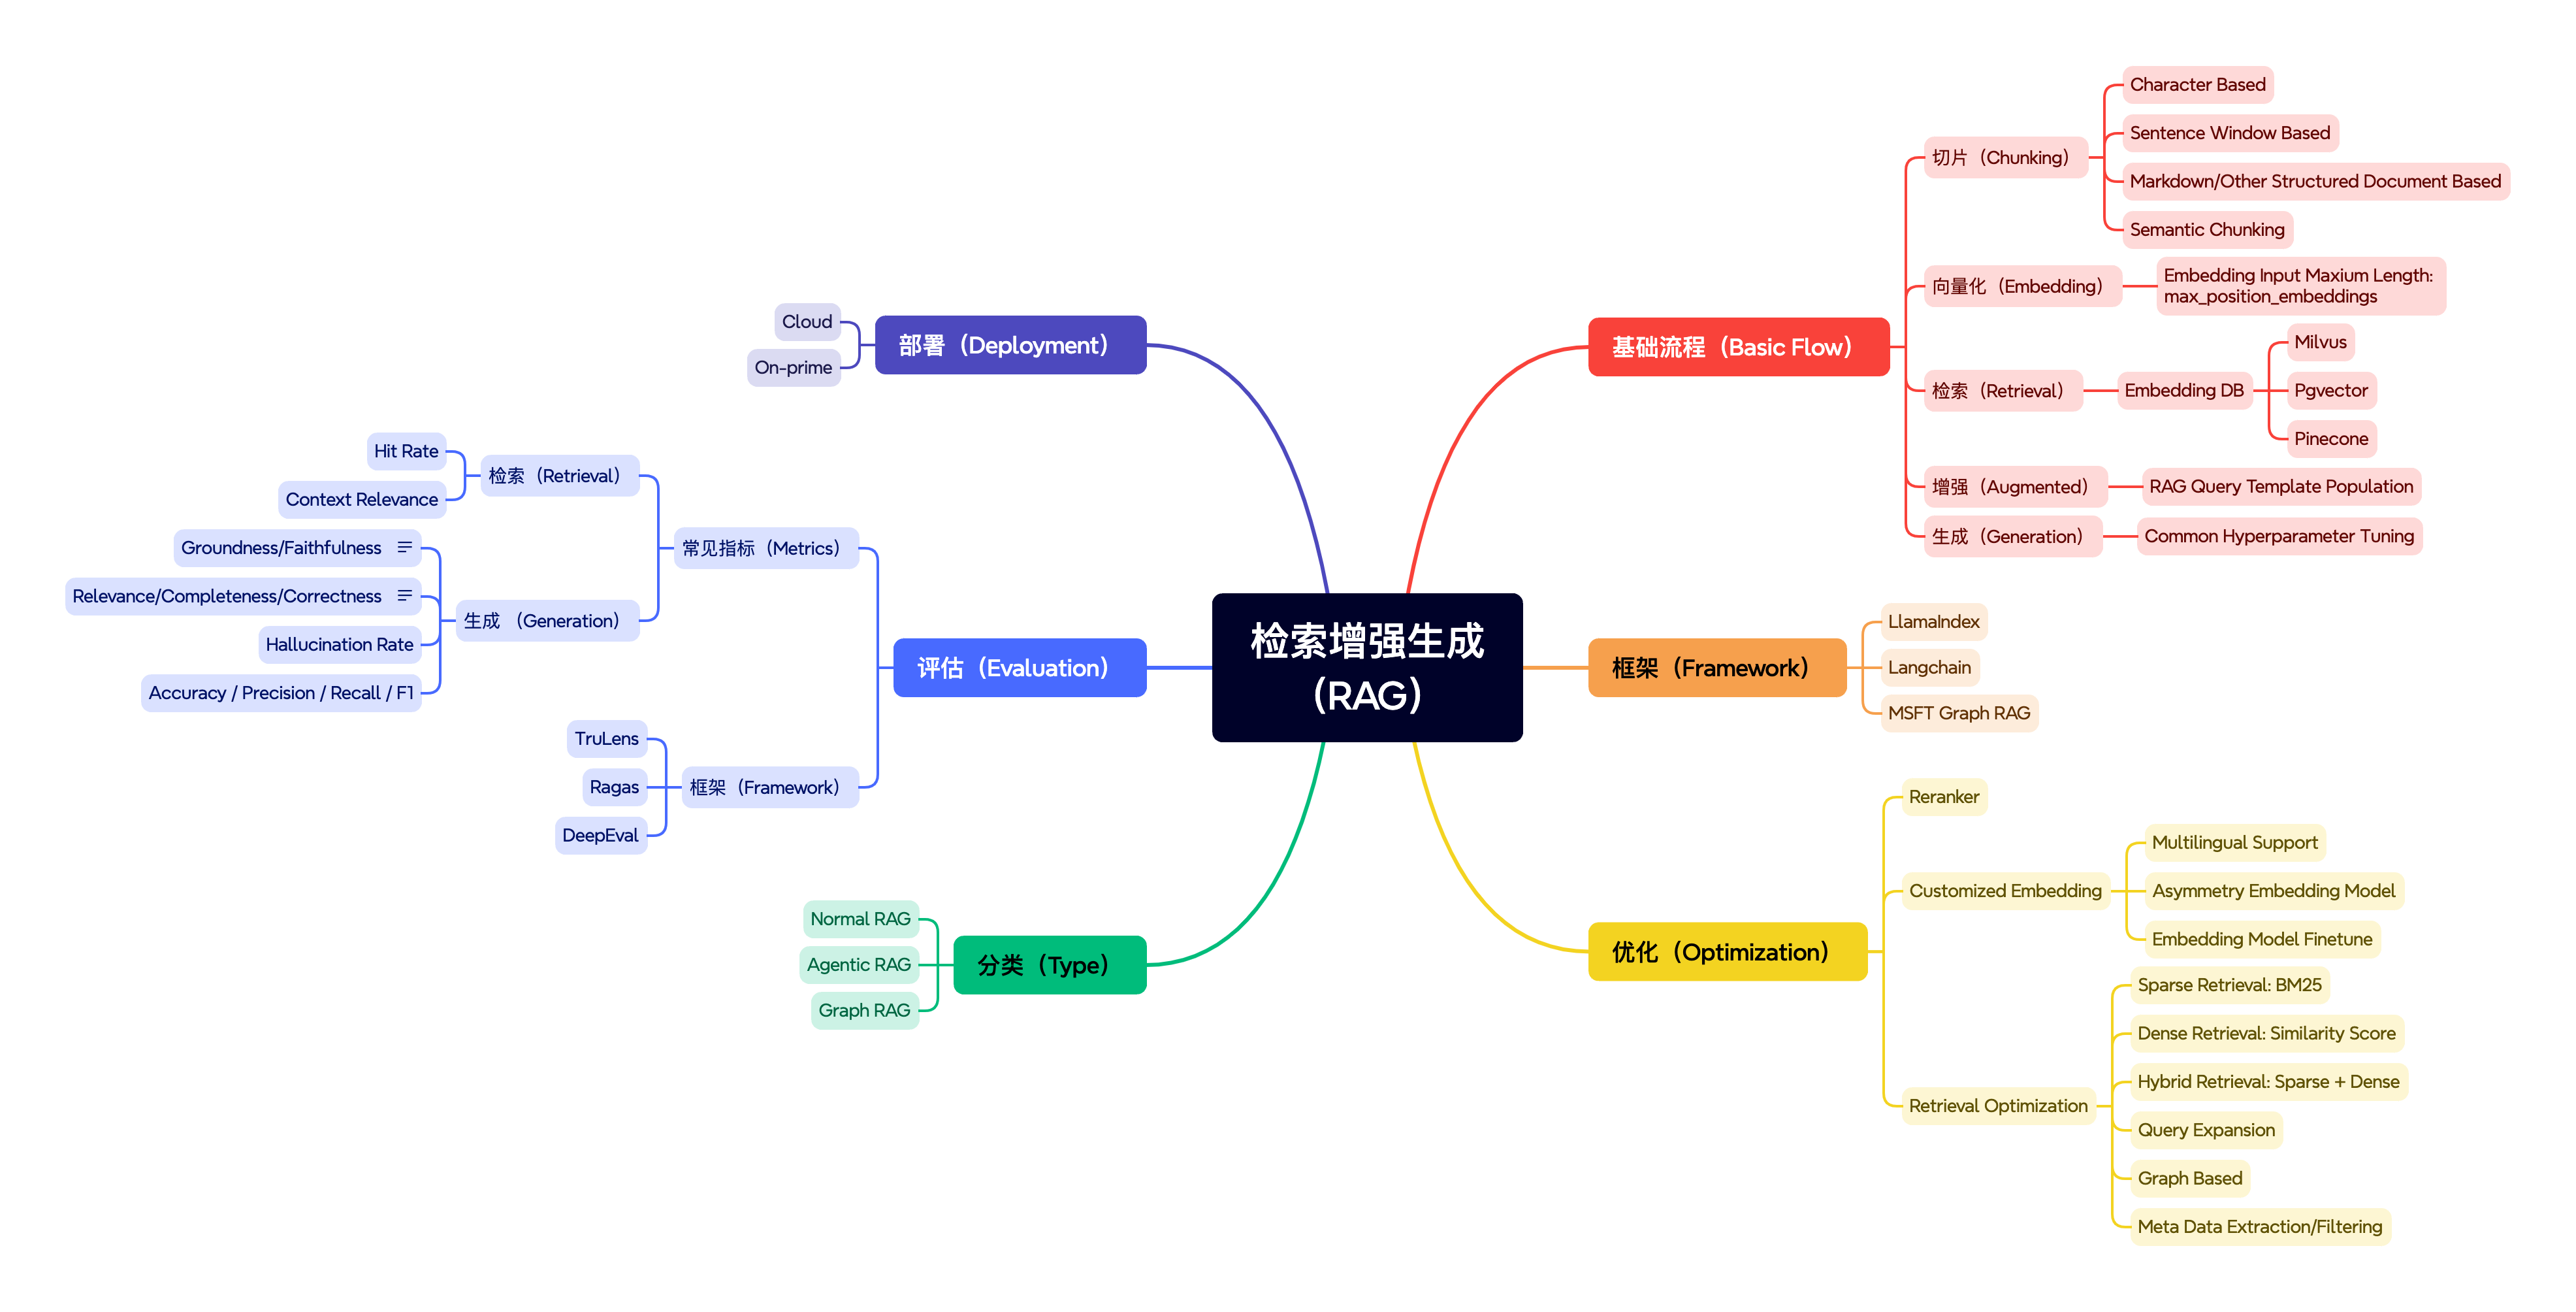 检索增强生成
（RAG）
基础流程（Basic Flow）
切片（Chunking）
Character Based
Sentence Window Based
Markdown/Other Structured Document Based
Semantic Chunking
向量化（Embedding）
Embedding Input Maxium Length:
max_position_embeddings
检索（Retrieval）
Embedding DB
Milvus
Pgvector
Pinecone
增强（Augmented）
RAG Query Template Population
生成（Generation）
Common Hyperparameter Tuning
框架（Framework）
LlamaIndex
Langchain
MSFT Graph RAG
优化（Optimization）
Reranker
Customized Embedding
Multilingual Support
Asymmetry Embedding Model
Embedding Model Finetune
Retrieval Optimization
Sparse Retrieval: BM25
Dense Retrieval: Similarity Score
Hybrid Retrieval: Sparse + Dense
Query Expansion
Graph Based
Meta Data Extraction/Filtering
部署（Deployment）
Cloud
On-prime
评估（Evaluation）
常见指标（Metrics）
检索（Retrieval）
Hit Rate
Context Relevance
生成 （Generation）
Groundness/Faithfulness
Relevance/Completeness/Correctness
Hallucination Rate
Accuracy / Precision / Recall / F1
框架（Framework）
TruLens
Ragas
DeepEval
分类（Type）
Normal RAG
Agentic RAG
Graph RAG